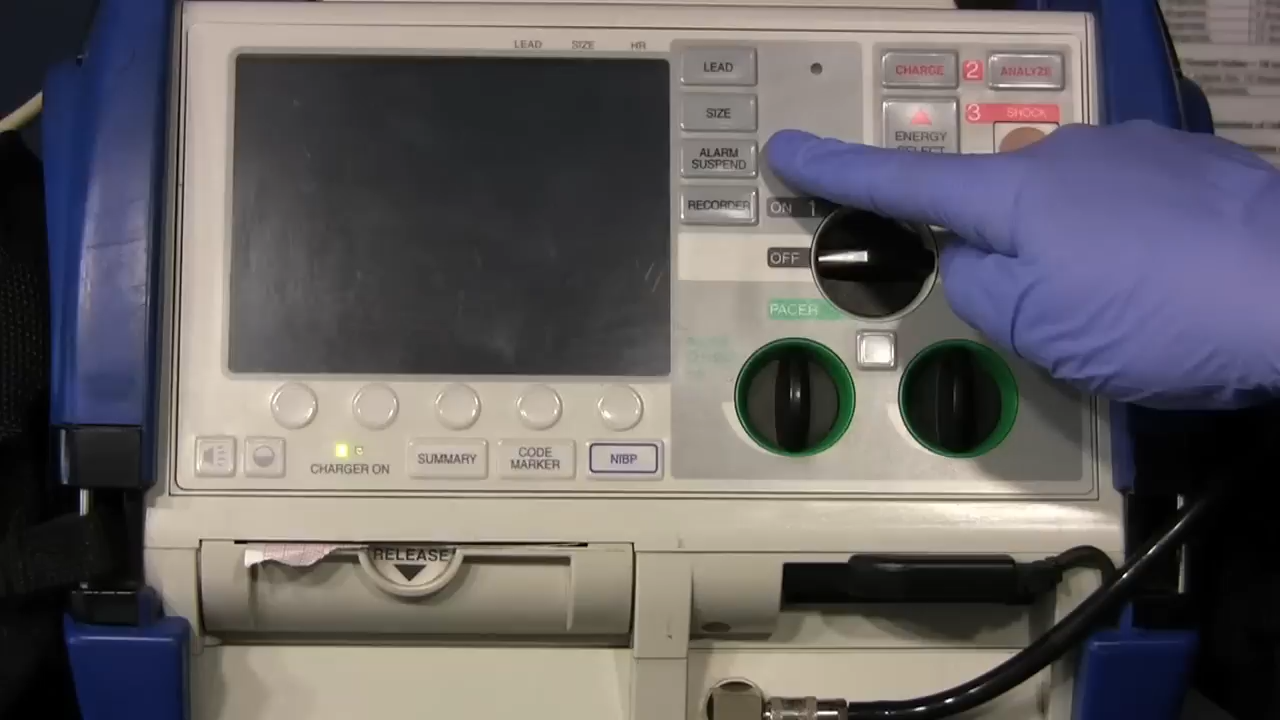 LEAD SIZE HR
LEAD
SIZE
ALARM
SUSPEND
RECORDER
CHARGE 2 ANALYZE
3 SHOCK
ENERGY
SELECT
ON 1
OFF
PACER
CHARGER ON
SUMMARY
CODE
MARKER
NIBP
RELEASE